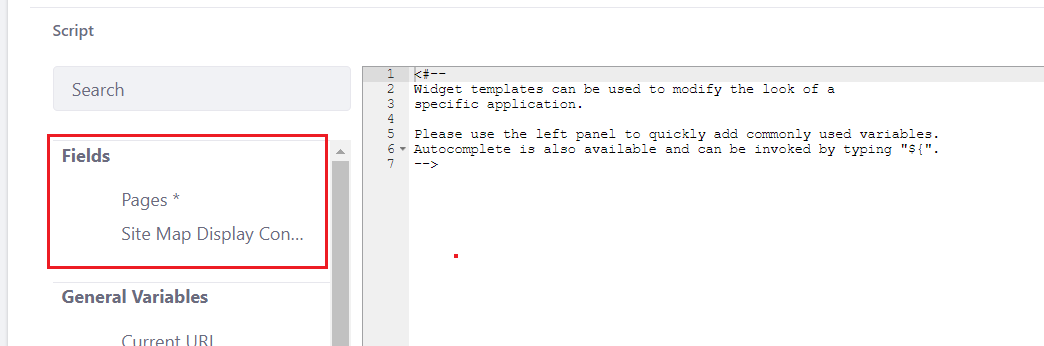 Script
Search
Fields
Pages *
Site Map Display Con...
General Variables
Current URL
1 <#--
2 Widget templates can be used to modify the look of a
3 specific application.
4
5 Please use the left panel to quickly add commonly used variables.
6 Autocomplete is also available and can be invoked by typing "${".
7 -->